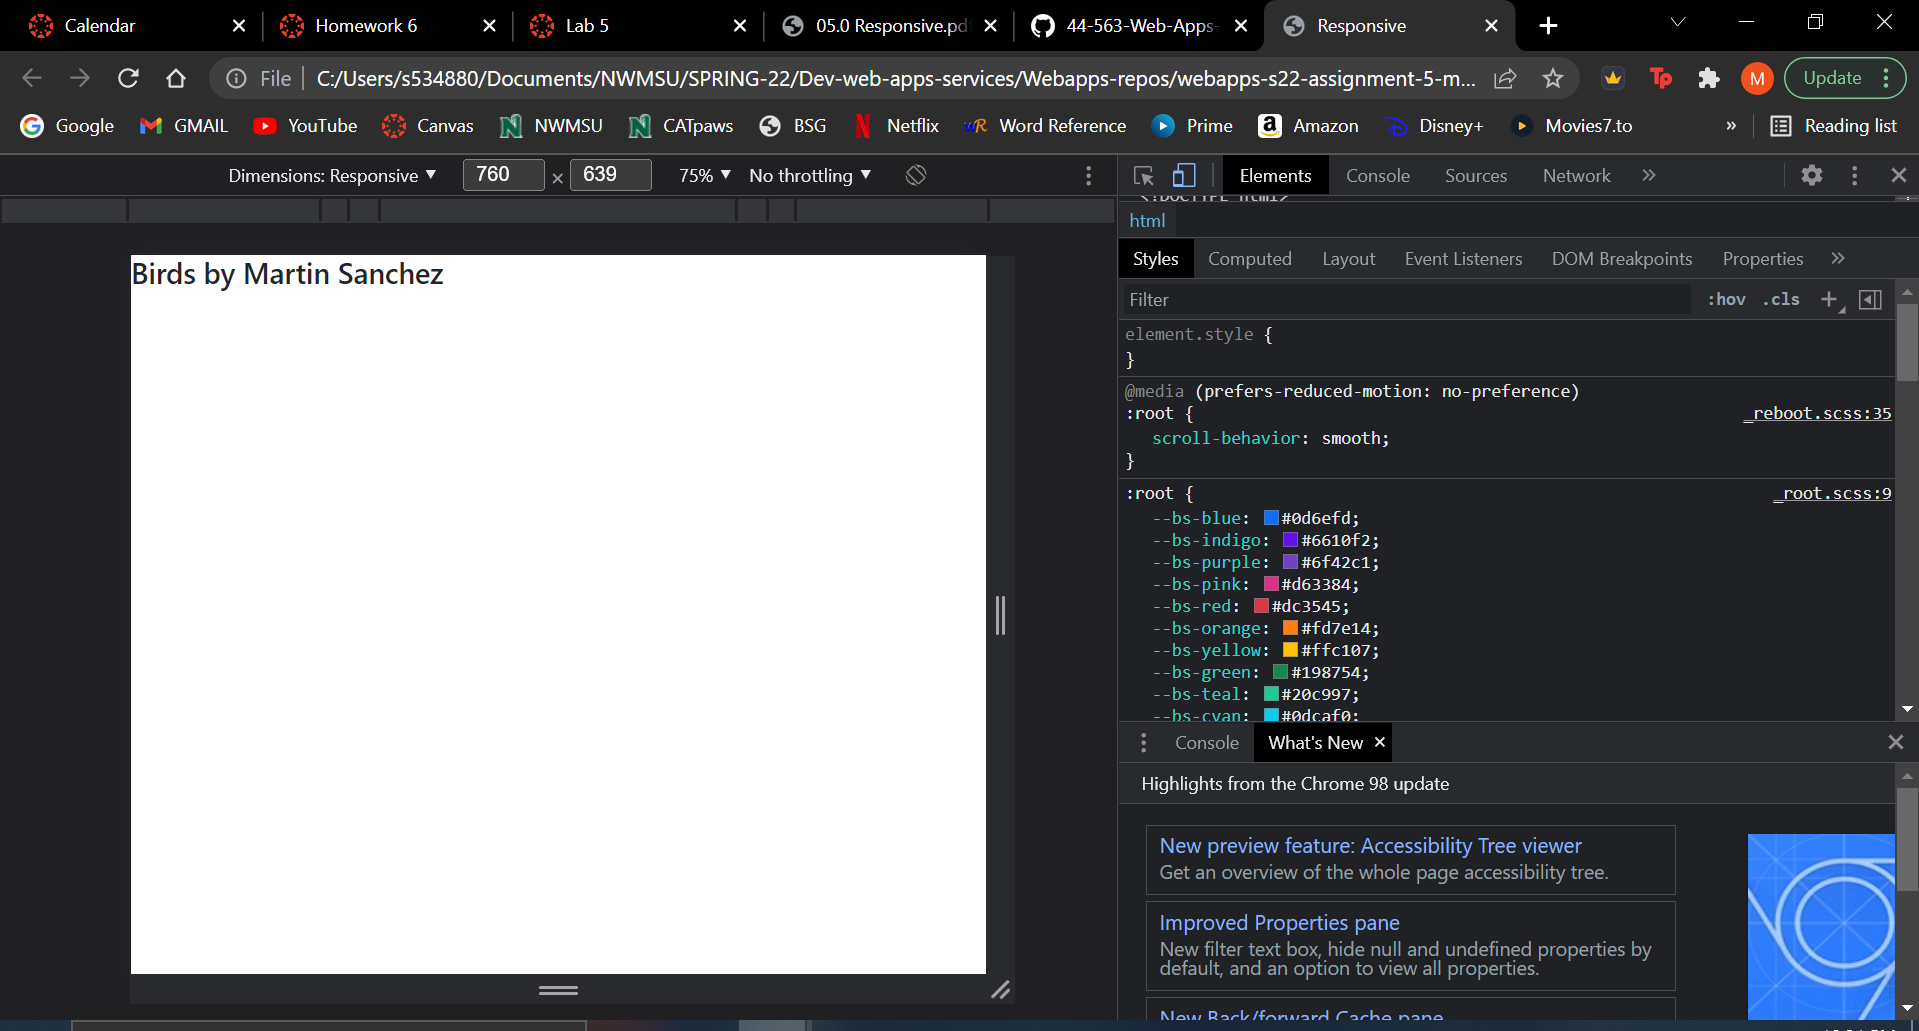 Calendar
Homework 6
Lab 5
05.0 Responsive.pd
44-563-Web-Apps-
Responsive
File
C:/Users/s534880/Documents/NWMSU/SPRING-22/Dev-web-apps-services/Webapps-repos/webapps-s22-assignment-5-m...
M
Update
Google
GMAIL
YouTube
Canvas
NWMSU
CATpaws
BSG
Netflix
Word Reference
Prime
Amazon
Disney+
Movies7.to
»
Reading list
Dimensions: Responsive
760 × 639
75%
No throttling
Elements
Console
Sources
Network
»
<!DOCTYPE html>
html
Styles
Computed
Layout
Event Listeners
DOM Breakpoints
Properties
»
Filter
:hov
.cls
element.style {
}
@media (prefers-reduced-motion: no-preference)
:root {
_reboot.scss:35
scroll-behavior: smooth;
}
:root {
_root.scss:9
--bs-blue: #0d6efd;
--bs-indigo: #6610f2;
--bs-purple: #6f42c1;
--bs-pink: #d63384;
--bs-red: #dc3545;
--bs-orange: #fd7e14;
--bs-yellow: #ffc107;
--bs-green: #198754;
--bs-teal: #20c997;
--bs-cyan: #0dcaf0;
Birds by Martin Sanchez
Console
What's New
Highlights from the Chrome 98 update
New preview feature: Accessibility Tree viewer
Get an overview of the whole page accessibility tree.
Improved Properties pane
New filter text box, hide null and undefined properties by
default, and an option to view all properties.
New Back/forward Cache pane